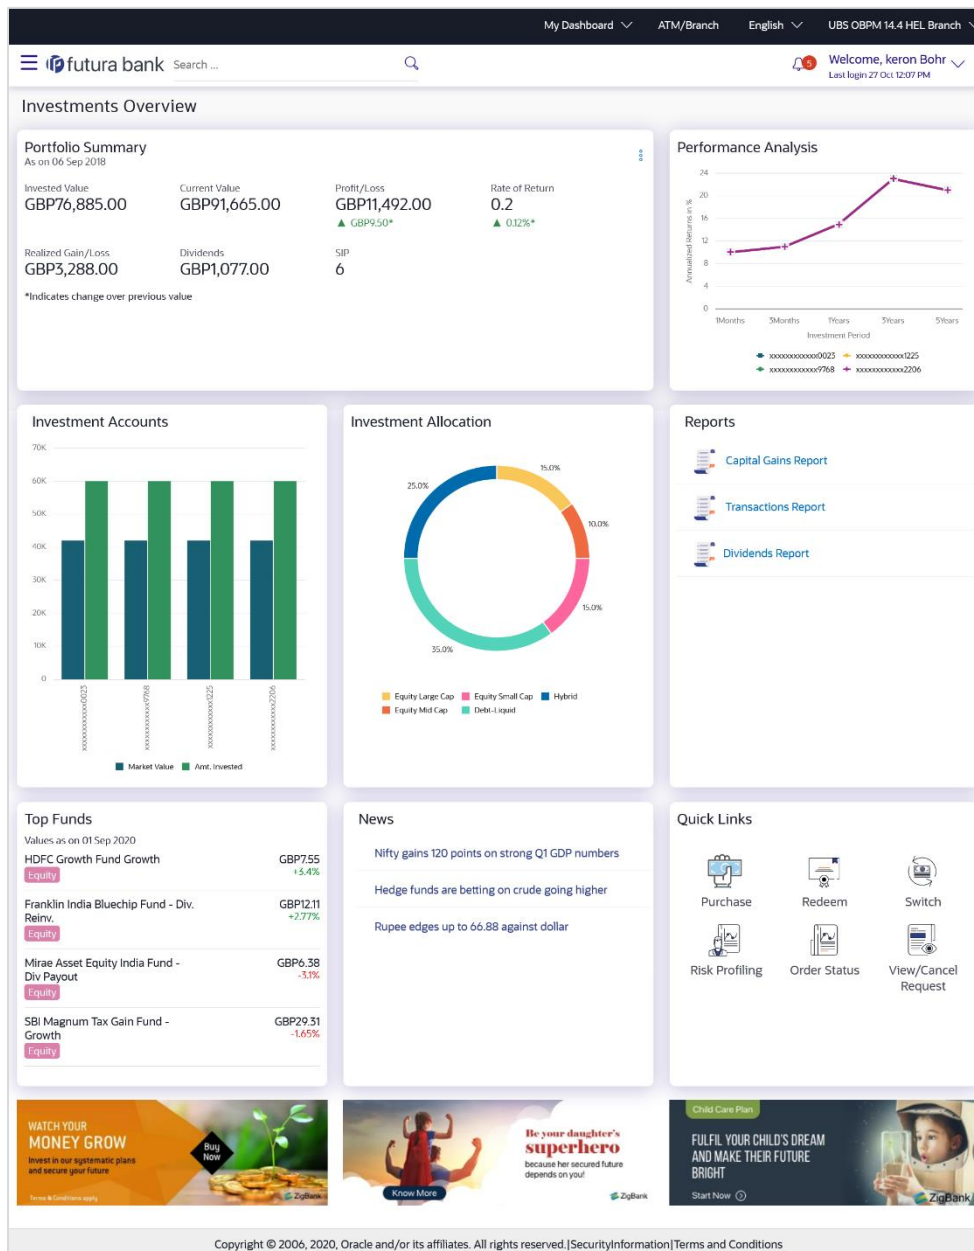 My Dashboard ATM/Branch English UBS OBPM 14.4 HEL Branch
futura bank Search ... 5 Welcome, keron Bohr
Last login 27 Oct 12:07 PM
Investments Overview
Portfolio Summary
As on 06 Sep 2018
Invested Value Current Value Profit/Loss Rate of Return
GBP76,885.00 GBP91,665.00 GBP11,492.00 0.2
GBP9.50* 0.12%*
Realized Gain/Loss Dividends SIP
GBP3,288.00 GBP1,077.00 6
*Indicates change over previous value
Performance Analysis
Annualized Returns in %
24
20
16
12
8
4
0
1Months 3Months 1Years 3Years 5Years
Investment Period
xxxxxxxxxxxx0023 xxxxxxxxxxxx1225
xxxxxxxxxxxx9768 xxxxxxxxxxxx2206
Investment Accounts
70K
60K
50K
40K
30K
20K
10K
0
xxxxxxxxxxxx0023 xxxxxxxxxxxx9768 xxxxxxxxxxxx1225 xxxxxxxxxxxx2206
Market Value Amt. Invested
Investment Allocation
15.0%
25.0%
10.0%
15.0%
35.0%
Equity Large Cap Equity Small Cap Hybrid
Equity Mid Cap Debt-Liquid
Reports
Capital Gains Report
Transactions Report
Dividends Report
Top Funds
Values as on 01 Sep 2020
HDFC Growth Fund Growth GBP7.55
Equity +3.4%
Franklin India Bluechip Fund - Div. GBP12.11
Reinv. +2.77%
Equity
Mirae Asset Equity India Fund - GBP6.38
Div Payout -3.1%
Equity
SBI Magnum Tax Gain Fund - GBP29.31
Growth -1.65%
Equity
News
Nifty gains 120 points on strong Q1 GDP numbers
Hedge funds are betting on crude going higher
Rupee edges up to 66.88 against dollar
Quick Links
Purchase Redeem Switch
Risk Profiling Order Status View/Cancel
Request
WATCH YOUR
MONEY GROW
Invest in our systematic plans
and secure your future
Terms & Conditions apply
Buy
Now
ZigBank
Be your daughter's
superhero
because her secured future
depends on you!
Know More
ZigBank
Child Care Plan
FULFIL YOUR CHILD'S DREAM
AND MAKE THEIR FUTURE
BRIGHT
Start Now
ZigBank
Copyright © 2006, 2020, Oracle and/or its affiliates. All rights reserved.|SecurityInformation|Terms and Conditions